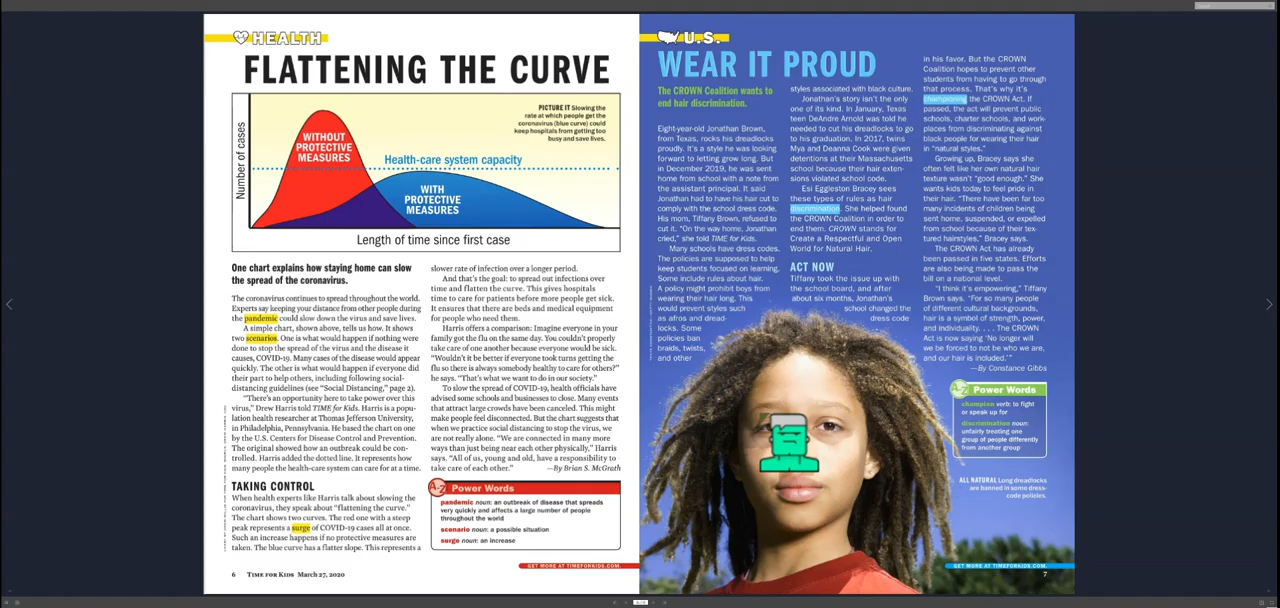 HEALTH
FLATTENING THE CURVE
Number of cases
PICTURE IT Slowing the
rate at which people get the
coronavirus (blue curve) could
keep hospitals from getting too
busy and save lives.
WITHOUT
PROTECTIVE
MEASURES
Health-care system capacity
WITH
PROTECTIVE
MEASURES
Length of time since first case
One chart explains how staying home can slow
the spread of the coronavirus.
The coronavirus continues to spread throughout the world.
Experts say keeping your distance from other people during
the pandemic could slow down the virus and save lives.
A simple chart, shown above, tells us how. It shows
two scenarios. One is what would happen if nothing were
done to stop the spread of the virus and the disease it
causes, COVID-19. Many cases of the disease would appear
quickly. The other is what would happen if everyone did
their part to help others, including following social-
distancing guidelines (see “Social Distancing,” page 2).
“There's an opportunity here to take power over this
virus,” Drew Harris told TIME for Kids. Harris is a popu-
lation health researcher at Thomas Jefferson University,
in Philadelphia, Pennsylvania. He based the chart on one
by the U.S. Centers for Disease Control and Prevention.
The original showed how an outbreak could be con-
trolled. Harris added the dotted line. It represents how
many people the health-care system can care for at a time.
TAKING CONTROL
When health experts like Harris talk about slowing the
coronavirus, they speak about “flattening the curve.”
The chart shows two curves. The red one with a steep
peak represents a surge of COVID-19 cases all at once.
Such an increase happens if no protective measures are
taken. The blue curve has a flatter slope. This represents a
slower rate of infection over a longer period.
And that's the goal: to spread out infections over
time and flatten the curve. This gives hospitals
time to care for patients before more people get sick.
It ensures that there are beds and medical equipment
for people who need them.
Harris offers a comparison: Imagine everyone in your
family got the flu on the same day. You couldn't properly
take care of one another because everyone would be sick.
“Wouldn't it be better if everyone took turns getting the
flu so there is always somebody healthy to care for others?”
he says. “That's what we want to do in our society.”
To slow the spread of COVID-19, health officials have
advised some schools and businesses to close. Many events
that attract large crowds have been canceled. This might
make people feel disconnected. But the chart suggests that
when we practice social distancing to stop the virus, we
are not really alone. “We are connected in many more
ways than just being near each other physically,” Harris
says. “All of us, young and old, have a responsibility to
take care of each other.” —By Brian S. McGrath
A-Z Power Words
pandemic noun: an outbreak of disease that spreads
very quickly and affects a large number of people
throughout the world
scenario noun: a possible situation
surge noun: an increase
GET MORE AT TIMEFORKIDS.COM.
6 TIME FOR KIDS March 27, 2020
U.S.
WEAR IT PROUD
The CROWN Coalition wants to
end hair discrimination.
Eight-year-old Jonathan Brown,
from Texas, rocks his dreadlocks
proudly. It's a style he was looking
forward to letting grow long. But
in December 2019, he was sent
home from school with a note from
the assistant principal. It said
Jonathan had to have his hair cut to
comply with the school dress code.
His mom, Tiffany Brown, refused to
cut it. “On the way home, Jonathan
cried,” she told TIME for Kids.
Many schools have dress codes.
The policies are supposed to help
keep students focused on learning.
Some include rules about hair.
A policy might prohibit boys from
wearing their hair long. This
would prevent styles such
as afros and dread-
locks. Some
policies ban
braids, twists,
and other
styles associated with black culture.
Jonathan's story isn't the only
one of its kind. In January, Texas
teen DeAndre Arnold was told he
needed to cut his dreadlocks to go
to his graduation. In 2017, twins
Mya and Deanna Cook were given
detentions at their Massachusetts
school because their hair exten-
sions violated school code.
Esi Eggleston Bracey sees
these types of rules as hair
discrimination. She helped found
the CROWN Coalition in order to
end them. CROWN stands for
Create a Respectful and Open
World for Natural Hair.
ACT NOW
Tiffany took the issue up with
the school board, and after
about six months, Jonathan's
school changed the
dress code
in his favor. But the CROWN
Coalition hopes to prevent other
students from having to go through
that process. That's why it's
championing the CROWN Act. If
passed, the act will prevent public
schools, charter schools, and work-
places from discriminating against
black people for wearing their hair
in “natural styles.”
Growing up, Bracey says she
often felt like her own natural hair
texture wasn't “good enough.” She
wants kids today to feel pride in
their hair. “There have been far too
many incidents of children being
sent home, suspended, or expelled
from school because of their tex-
tured hairstyles,” Bracey says.
The CROWN Act has already
been passed in five states. Efforts
are also being made to pass the
bill on a national level.
“I think it's empowering,” Tiffany
Brown says. “For so many people
of different cultural backgrounds,
hair is a symbol of strength, power,
and individuality. . . . The CROWN
Act is now saying ‘No longer will
we be forced to not be who we are,
and our hair is included.’”
—By Constance Gibbs
A-Z Power Words
champion verb: to fight
or speak up for
discrimination noun:
unfairly treating one
group of people differently
from another group
ALL NATURAL Long dreadlocks
are banned in some dress-
code policies.
GET MORE AT TIMEFORKIDS.COM.
7